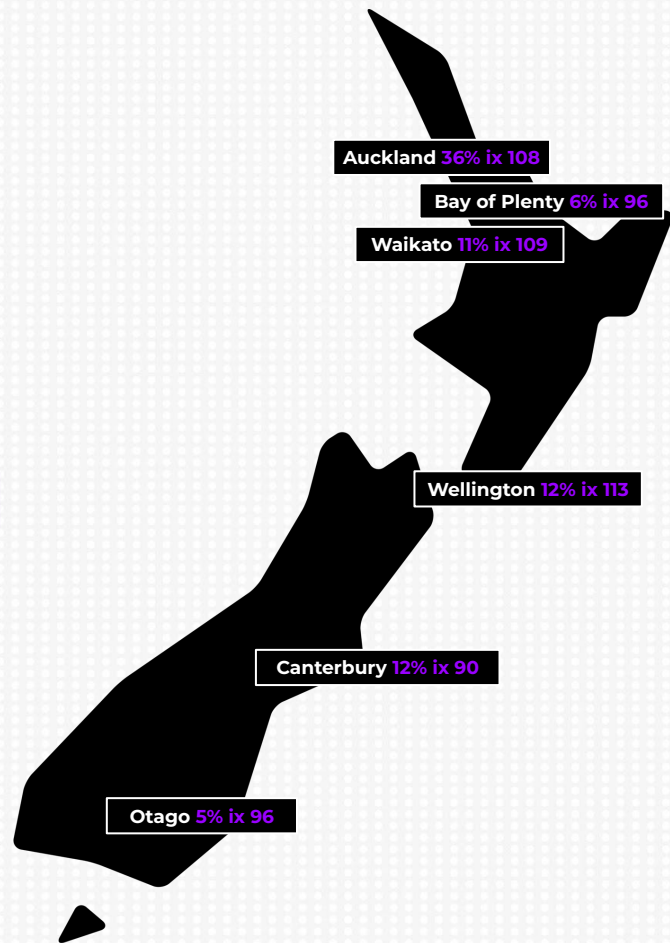 Auckland 36% ix 108
Bay of Plenty 6% ix 96
Waikato 11% ix 109
Wellington 12% ix 113
Canterbury 12% ix 90
Otago 5% ix 96